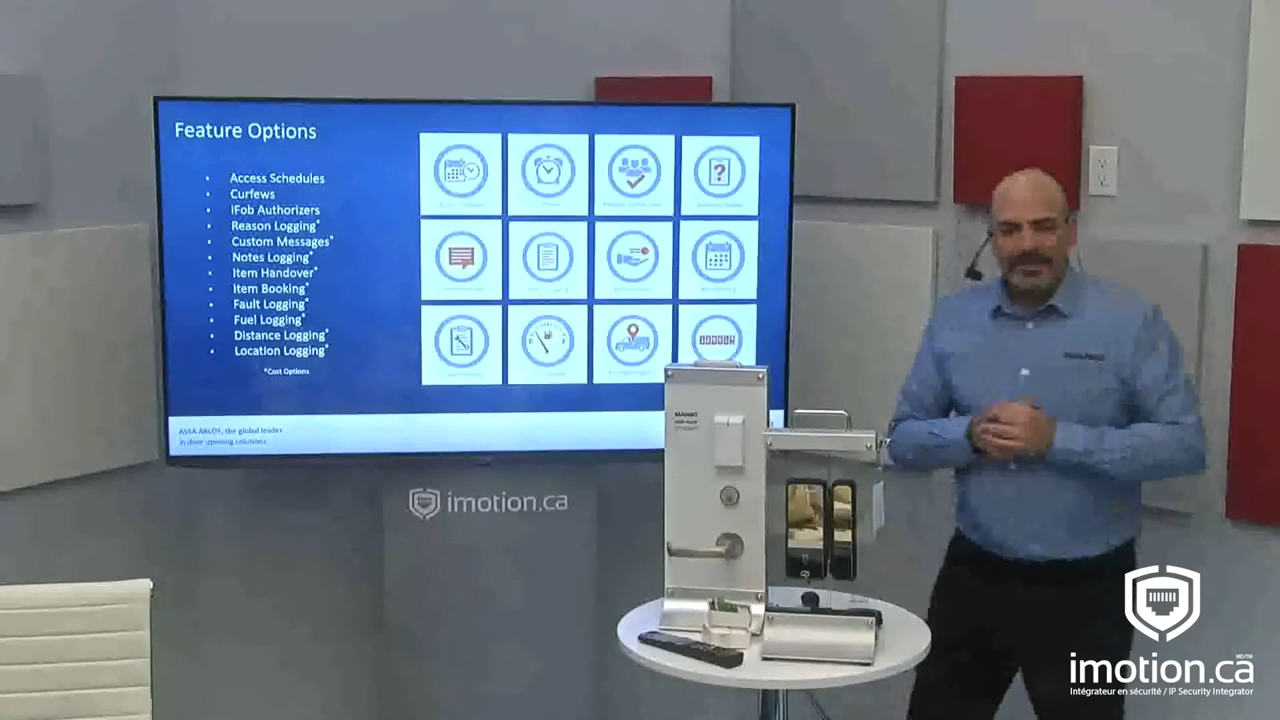 Feature Options
• Access Schedules
• Curfews
• IFob Authorizers
• Reason Logging*
• Custom Messages*
• Notes Logging*
• Item Handover*
• Item Booking*
• Fault Logging*
• Fuel Logging*
• Distance Logging*
• Location Logging*
*Cost Options
ASSA ABLOY, the global leader
in door opening solutions
imotion.ca
imotion.ca MD/TM
Intégrateur en sécurité / IP Security Integrator